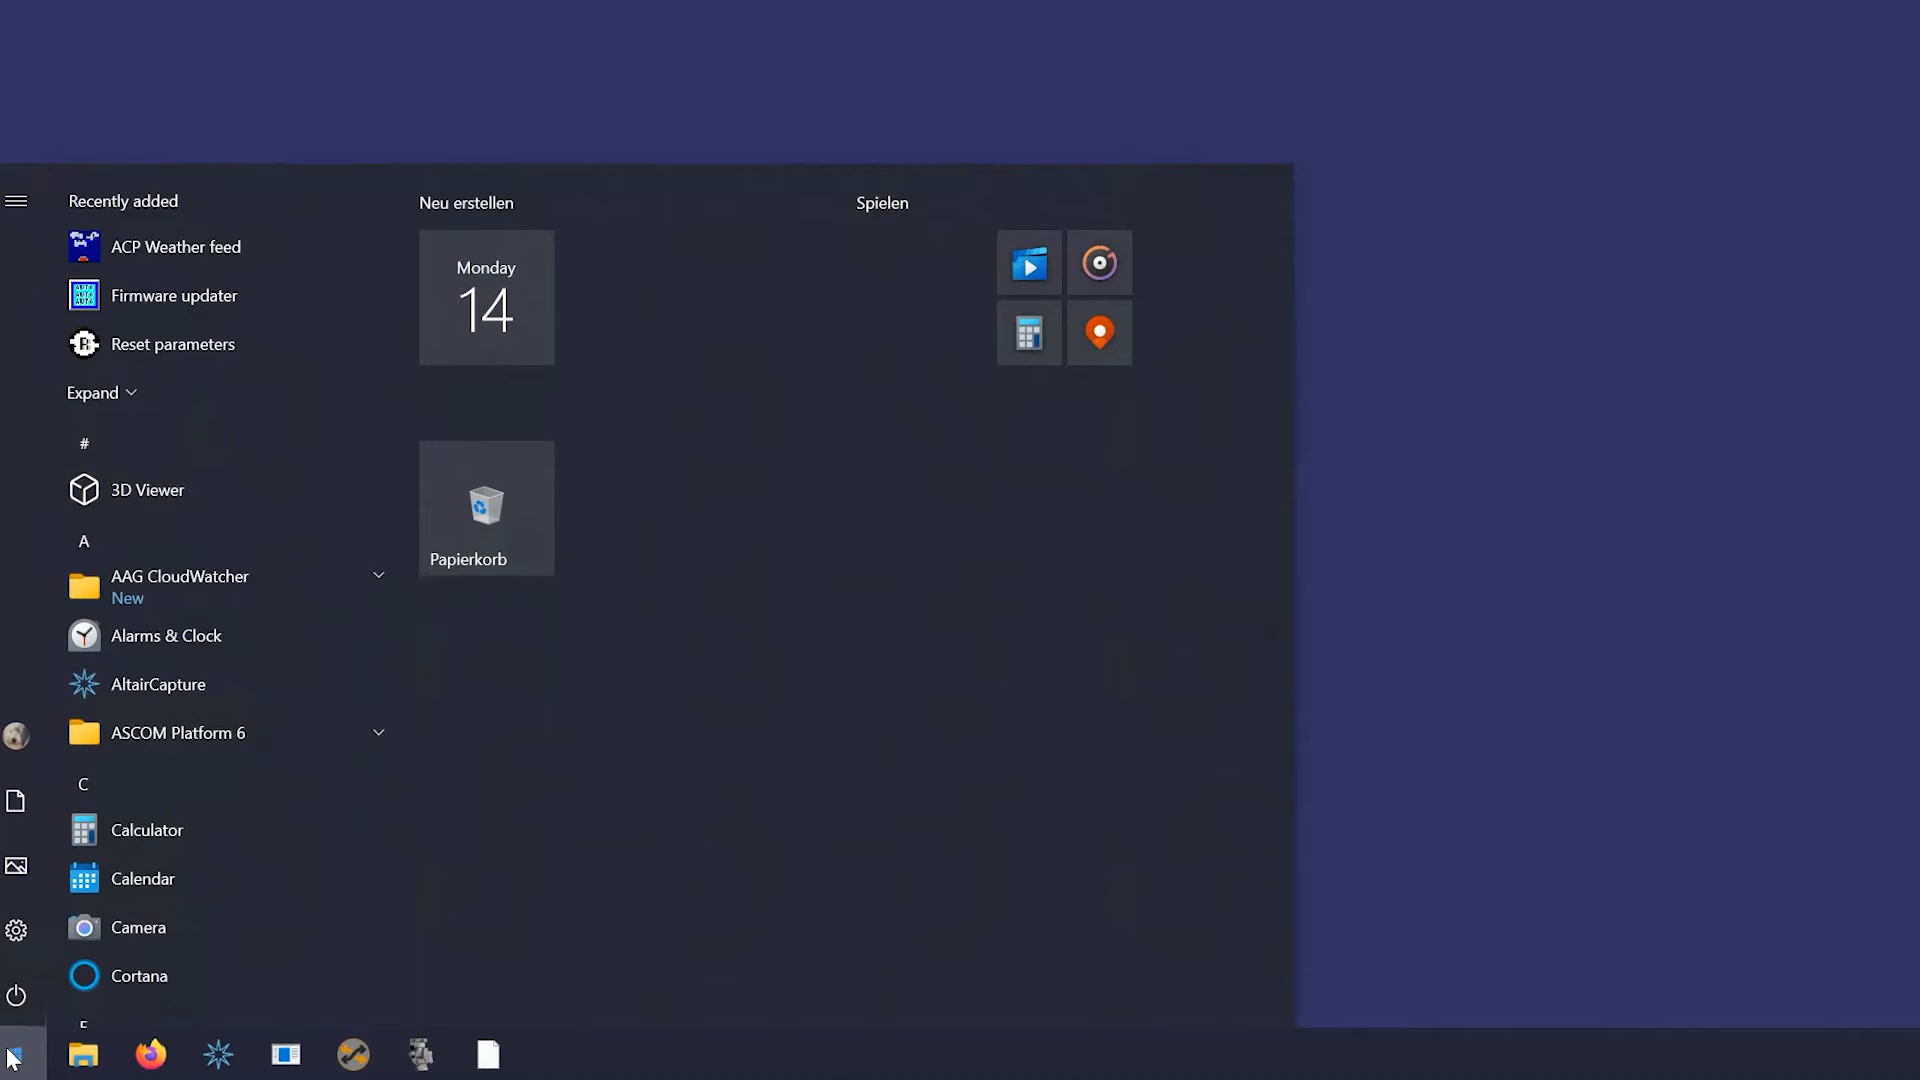 Recently added
ACP Weather feed
Firmware updater
Reset parameters
Expand
#
3D Viewer
A
AAG CloudWatcher
New
Alarms & Clock
AltairCapture
ASCOM Platform 6
C
Calculator
Calendar
Camera
Cortana
Neu erstellen
Monday
14
Papierkorb
Spielen